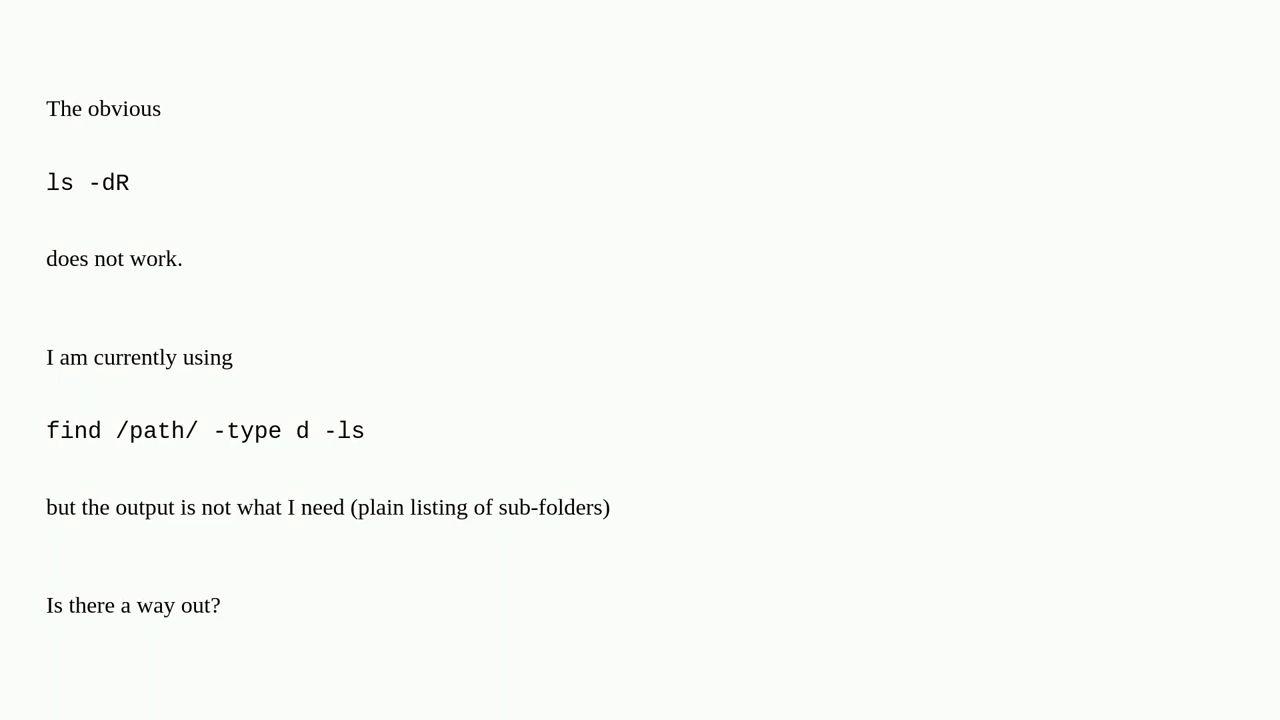 The obvious
ls -dR
does not work.
I am currently using
find /path/ -type d -ls
but the output is not what I need (plain listing of sub-folders)
Is there a way out?